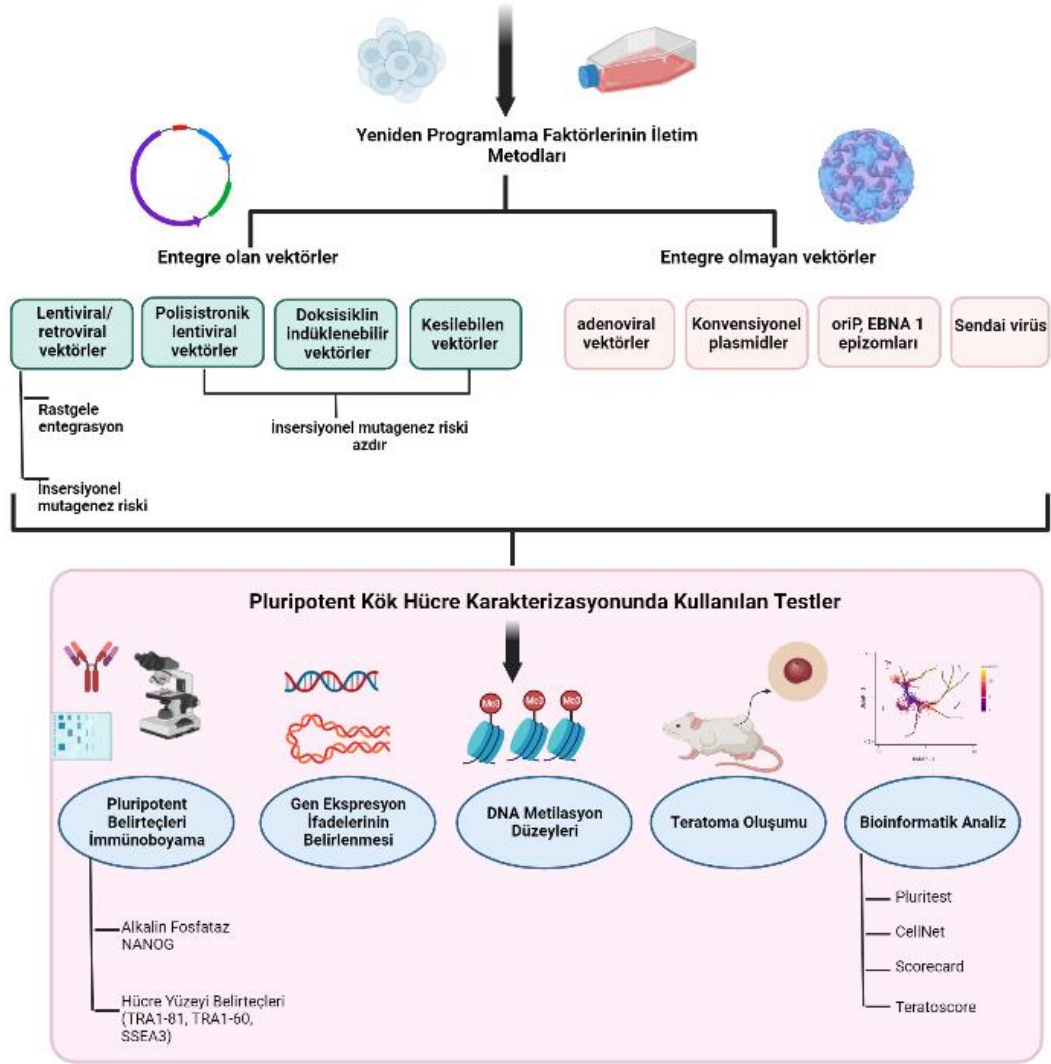 Yeniden Programlama Faktörlerinin İletim
Metodları
Entegre olan vektörler
Entegre olmayan vektörler
Lentiviral/
retroviral
vektörler
Polisistronik
lentiviral
vektörler
Doksisiklin
indüklenebilir
vektörler
Kesilebilen
vektörler
adenoviral
vektörler
Konvensiyonel
plasmidler
oriP, EBNA 1
epizomları
Sendai virüs
Rastgele
entegrasyon
İnsersiyonel mutagenez riski
azdır
İnsersiyonel
mutagenez riski
Pluripotent Kök Hücre Karakterizasyonunda Kullanılan Testler
Me3
Me3
Me3
Pluripotent
Belirteçleri
İmmünoboyama
Gen Ekspresyon
İfadelerinin
Belirlenmesi
DNA Metilasyon
Düzeyleri
Teratoma Oluşumu
Bioinformatik Analiz
Alkalin Fosfataz
NANOG
Hücre Yüzeyi Belirteçleri
(TRA1-81, TRA1-60,
SSEA3)
Pluritest
CellNet
Scorecard
Teratoscore